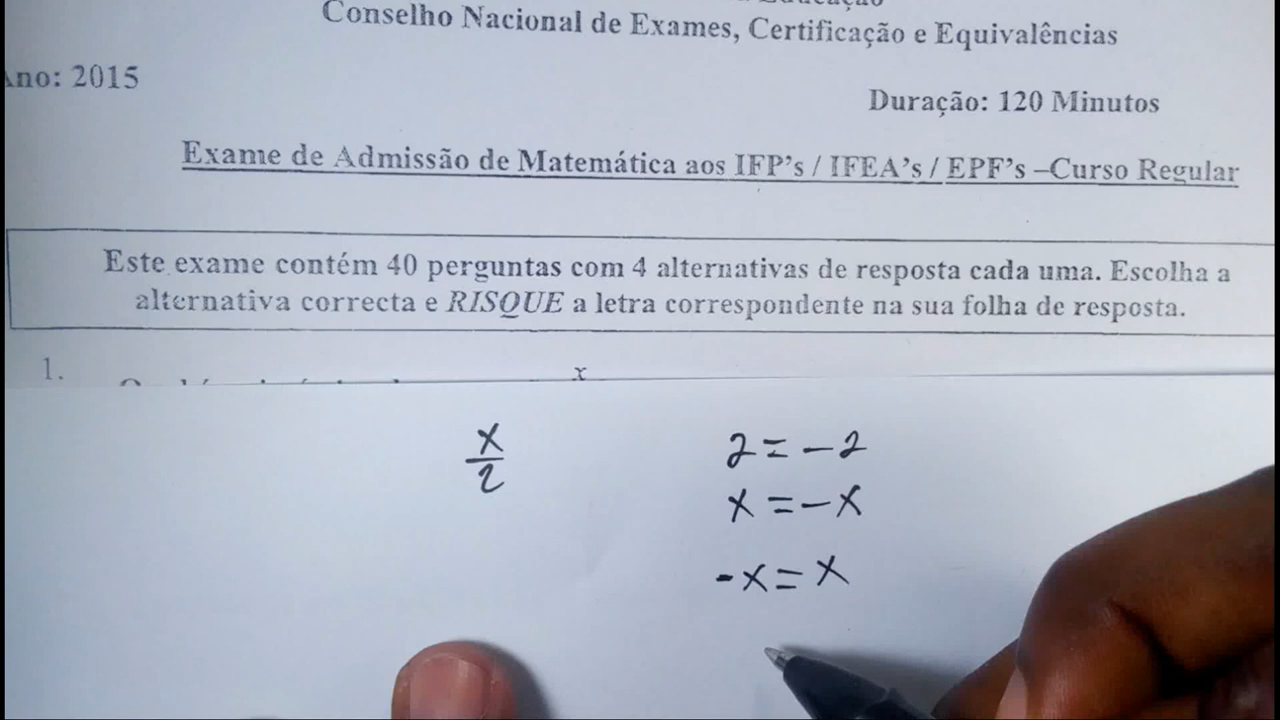 Conselho Nacional de Exames, Certificação e Equivalências
Ano: 2015
Duração: 120 Minutos
Exame de Admissão de Matemática aos IFP's / IFEA's / EPF's –Curso Regular
Este exame contém 40 perguntas com 4 alternativas de resposta cada uma. Escolha a
alternativa correcta e RISQUE a letra correspondente na sua folha de resposta.
1.
x
x
2
2 = -2
x = -x
-x = x